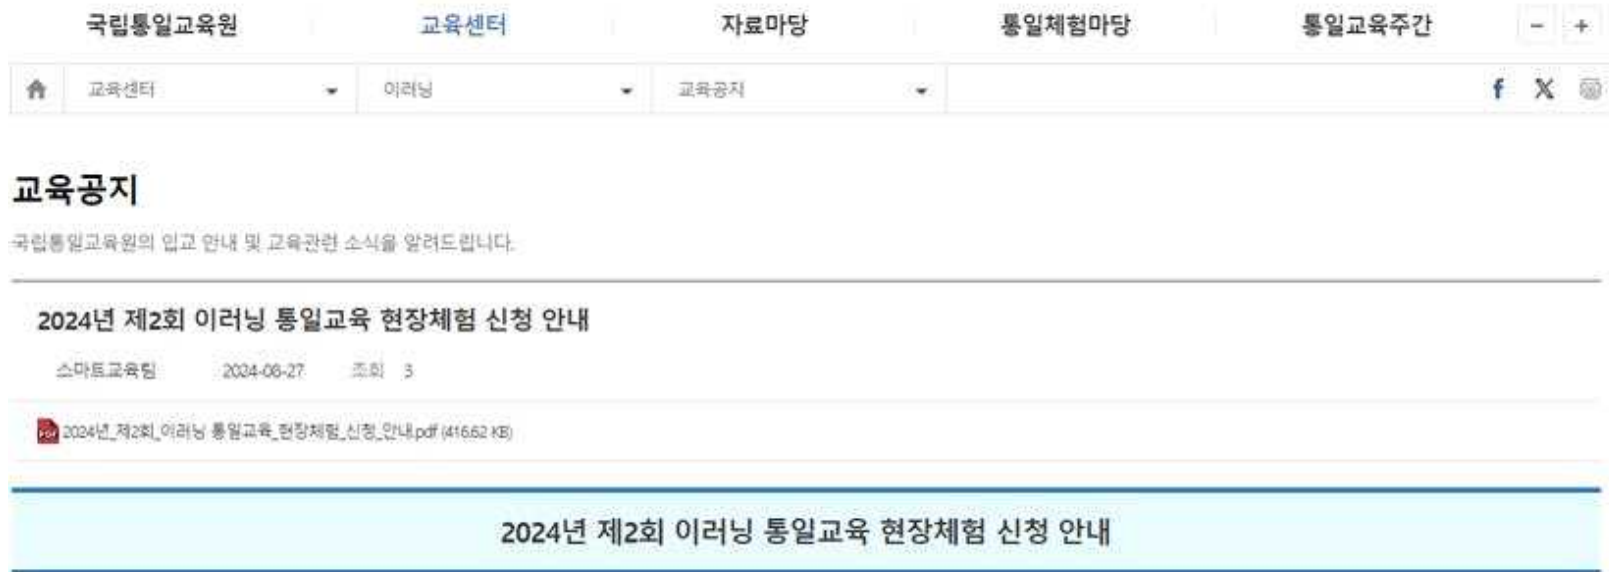 국립통일교육원 교육센터 자료마당 통일체험마당 통일교육주간 - +
교육센터 이러닝 교육공지 f X
교육공지
국립통일교육원의 입교 안내 및 교육관련 소식을 알려드립니다.
2024년 제2회 이러닝 통일교육 현장체험 신청 안내
스마트교육팀 2024-08-27 조회 3
PDF 2024년_제2회_이러닝 통일교육_현장체험_신청_안내.pdf (416.62 KB)
2024년 제2회 이러닝 통일교육 현장체험 신청 안내